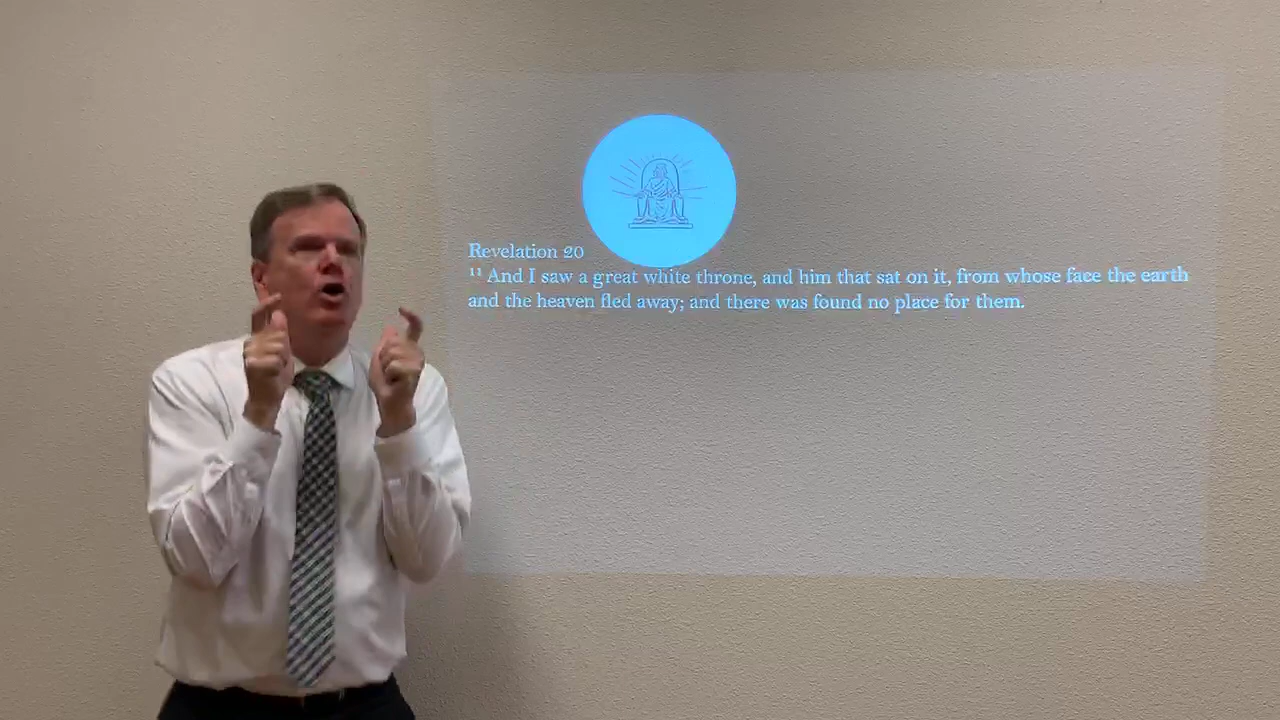 Revelation 20
11 And I saw a great white throne, and him that sat on it, from whose face the earth
and the heaven fled away; and there was found no place for them.